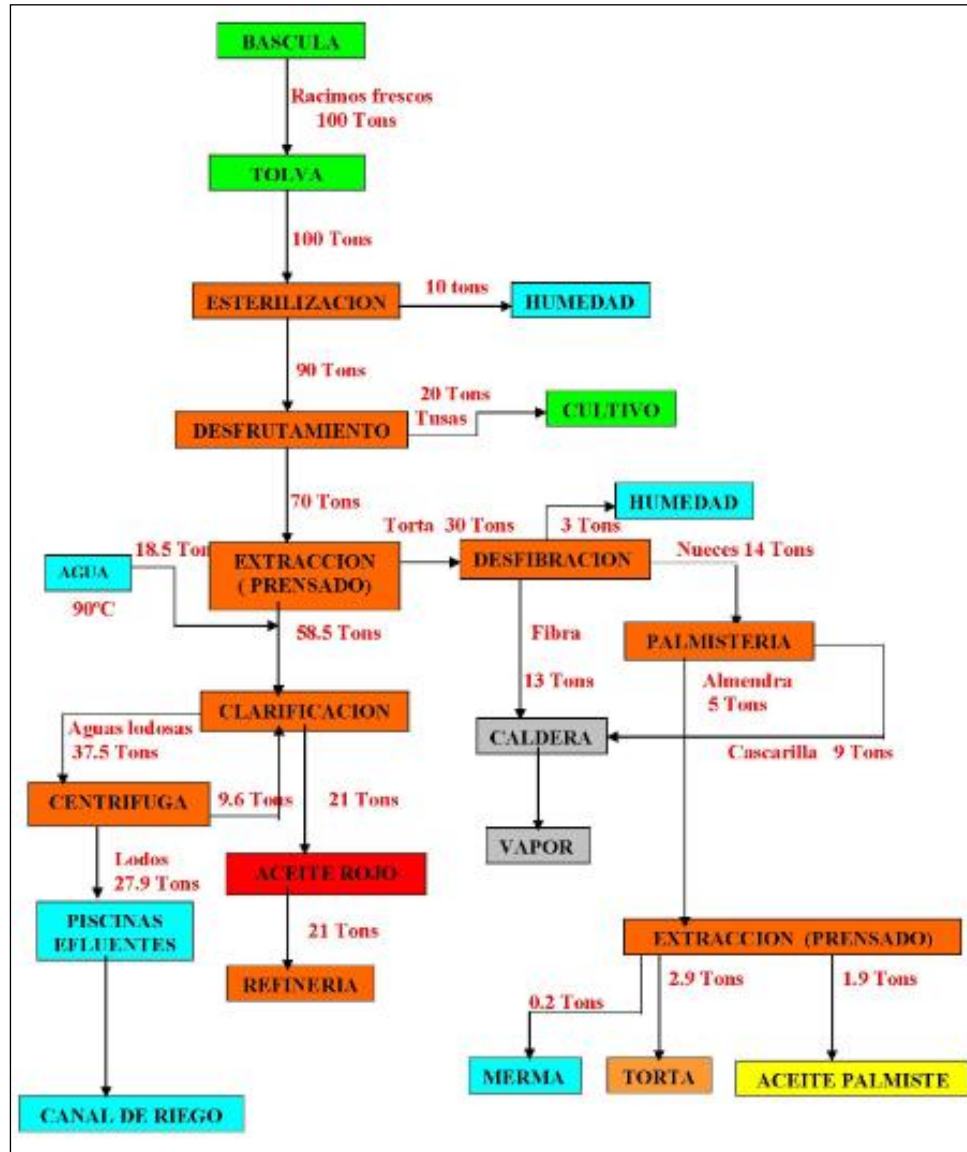 BASCULA
Racimos frescos
100 Tons
TOLVA
100 Tons
ESTERILIZACION
10 tons
HUMEDAD
90 Tons
20 Tons
Tusas
CULTIVO
DESFRUTAMIENTO
70 Tons
HUMEDAD
3 Tons
Torta 30 Tons
18.5 Ton
EXTRACCION
( PRENSADO)
DESFIBRACION
Nueces 14 Tons
AGUA
90ºC
58.5 Tons
Fibra
13 Tons
PALMISTERIA
Almendra
5 Tons
CLARIFICACION
Aguas lodosas
37.5 Tons
CALDERA
Cascarilla 9 Tons
CENTRIFUGA
9.6 Tons
21 Tons
VAPOR
Lodos
27.9 Tons
ACEITE ROJO
PISCINAS
EFLUENTES
21 Tons
REFINERIA
EXTRACCION (PRENSADO)
0.2 Tons
2.9 Tons
1.9 Tons
MERMA
TORTA
ACEITE PALMISTE
CANAL DE RIEGO